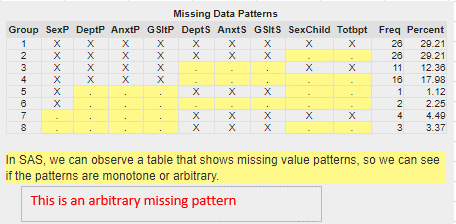 Missing Data Patterns
Group SexP DeptP AnxtP GSItP DeptS AnxtS GSItS SexChild Totbpt Freq Percent
1 X X X X X X X X X 26 29.21
2 X X X X X X X . . 26 29.21
3 X X X X . . . X X 11 12.36
4 X X X X . . . . . 16 17.98
5 X . . . X X X . . 1 1.12
6 X . . . . . . . . 2 2.25
7 . . . . X X X X X 4 4.49
8 . . . . X X X . . 3 3.37
In SAS, we can observe a table that shows missing value patterns, so we can see
if the patterns are monotone or arbitrary.
This is an arbitrary missing pattern